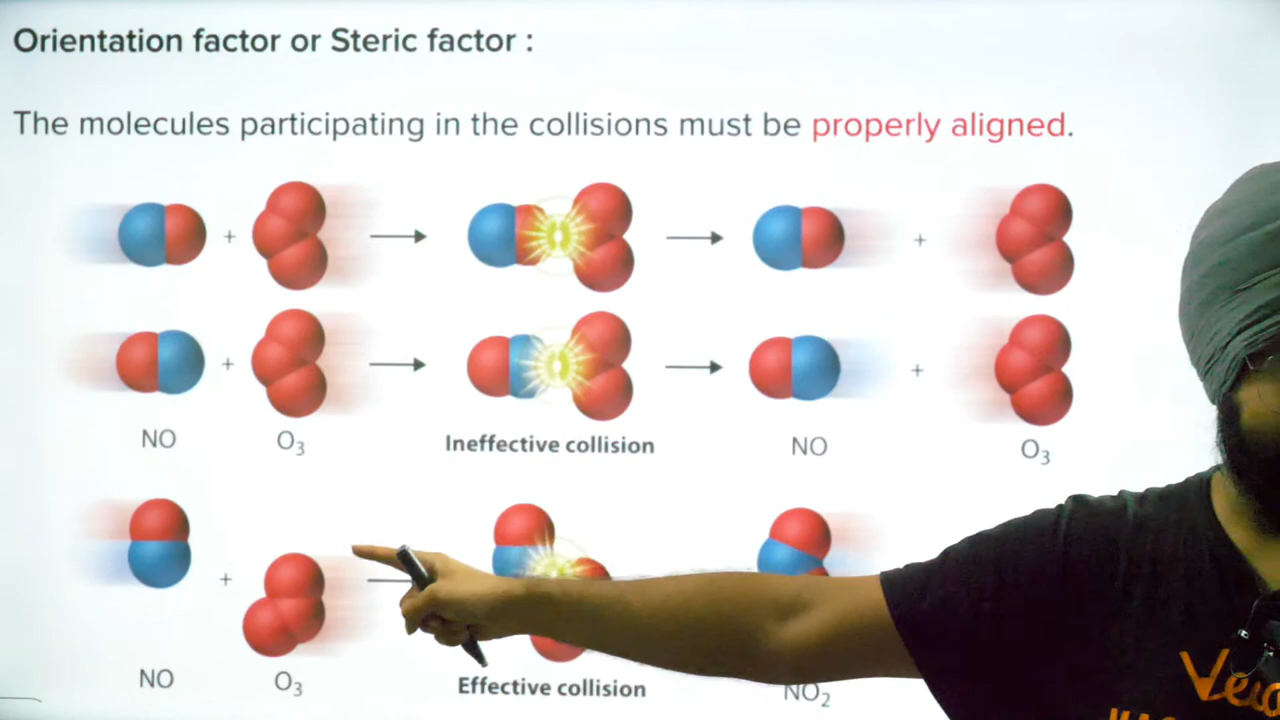 Orientation factor or Steric factor :
The molecules participating in the collisions must be properly aligned.
+ → → +
+ → → +
NO O₃ Ineffective collision NO O₃
+
NO O₃ Effective collision NO₂